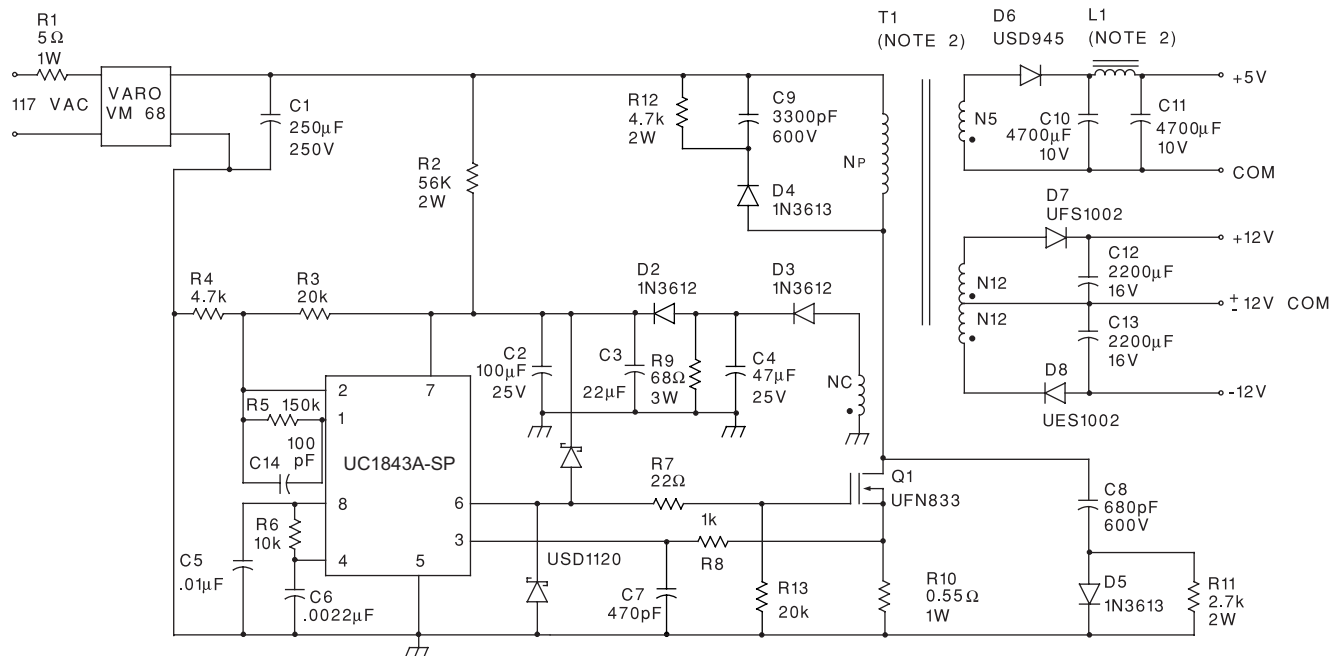 R1
5Ω
1W
117 VAC
VARO
VM 68
C1
250µF
250V
R2
56K
2W
R12
4.7k
2W
C9
3300pF
600V
D4
1N3613
NP
T1
(NOTE 2)
D6
USD945
L1
(NOTE 2)
+5V
N5
C10
4700µF
10V
C11
4700µF
10V
COM
D7
UFS1002
+12V
N12
C12
2200µF
16V
± 12V COM
N12
C13
2200µF
16V
D8
UES1002
-12V
R4
4.7k
R3
20k
D2
1N3612
D3
1N3612
C2
100µF
25V
C3
22µF
R9
68Ω
3W
C4
47µF
25V
NC
2
7
R5 150k
1
100
pF
C14
UC1843A-SP
8
6
R7
22Ω
Q1
UFN833
R6
10k
4
5
3
1k
R8
C8
680pF
600V
C5
.01µF
C6
.0022µF
USD1120
C7
470pF
R13
20k
R10
0.55Ω
1W
D5
1N3613
R11
2.7k
2W